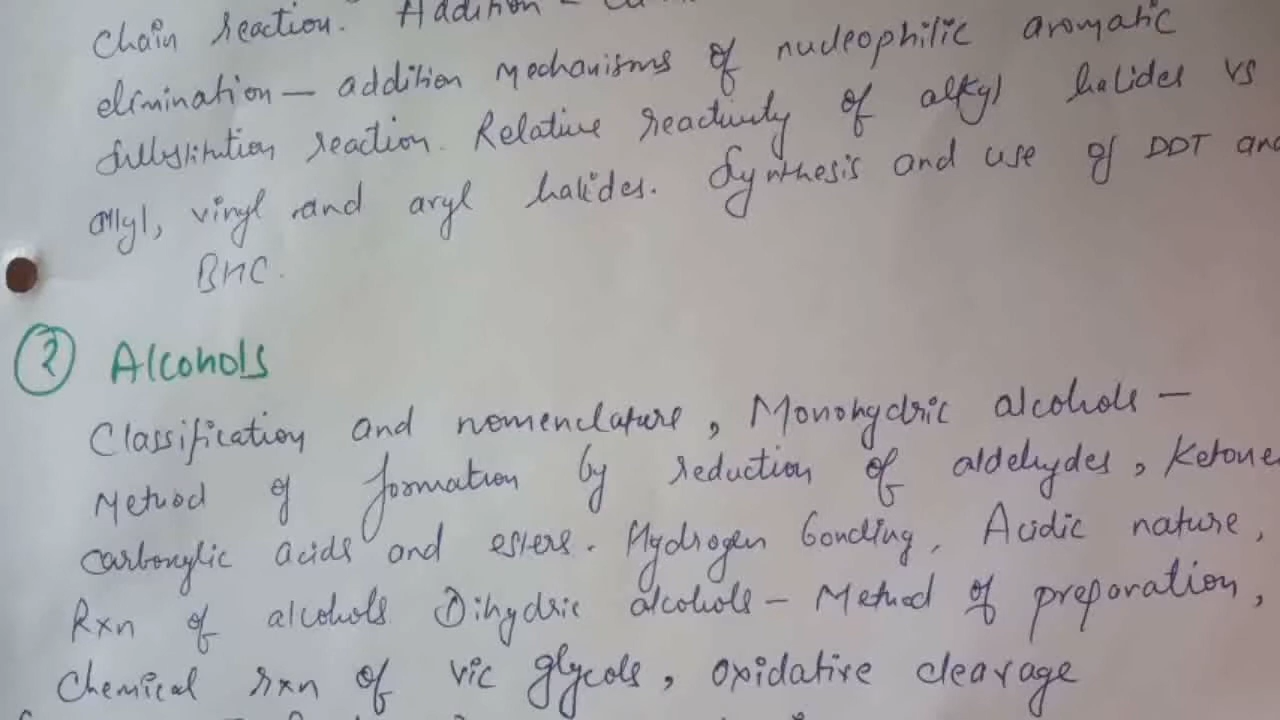 Chain reaction. Addition -
elimination — addition Mechanisms of nucleophilic aromatic
substitution reaction. Relative reactivity of alkyl halides vs
allyl, vinyl and aryl halides. Synthesis and use of DDT and
BHC.
② Alcohols
Classification and nomenclature, Monohydric alcohols —
Method of formation by reduction of aldehydes, Ketone
carboxylic acids and esters. Hydrogen bonding, Acidic nature,
Rxn of alcohols Dihydric alcohols — Method of preparation,
Chemical rxn of vic glycols, oxidative cleavage